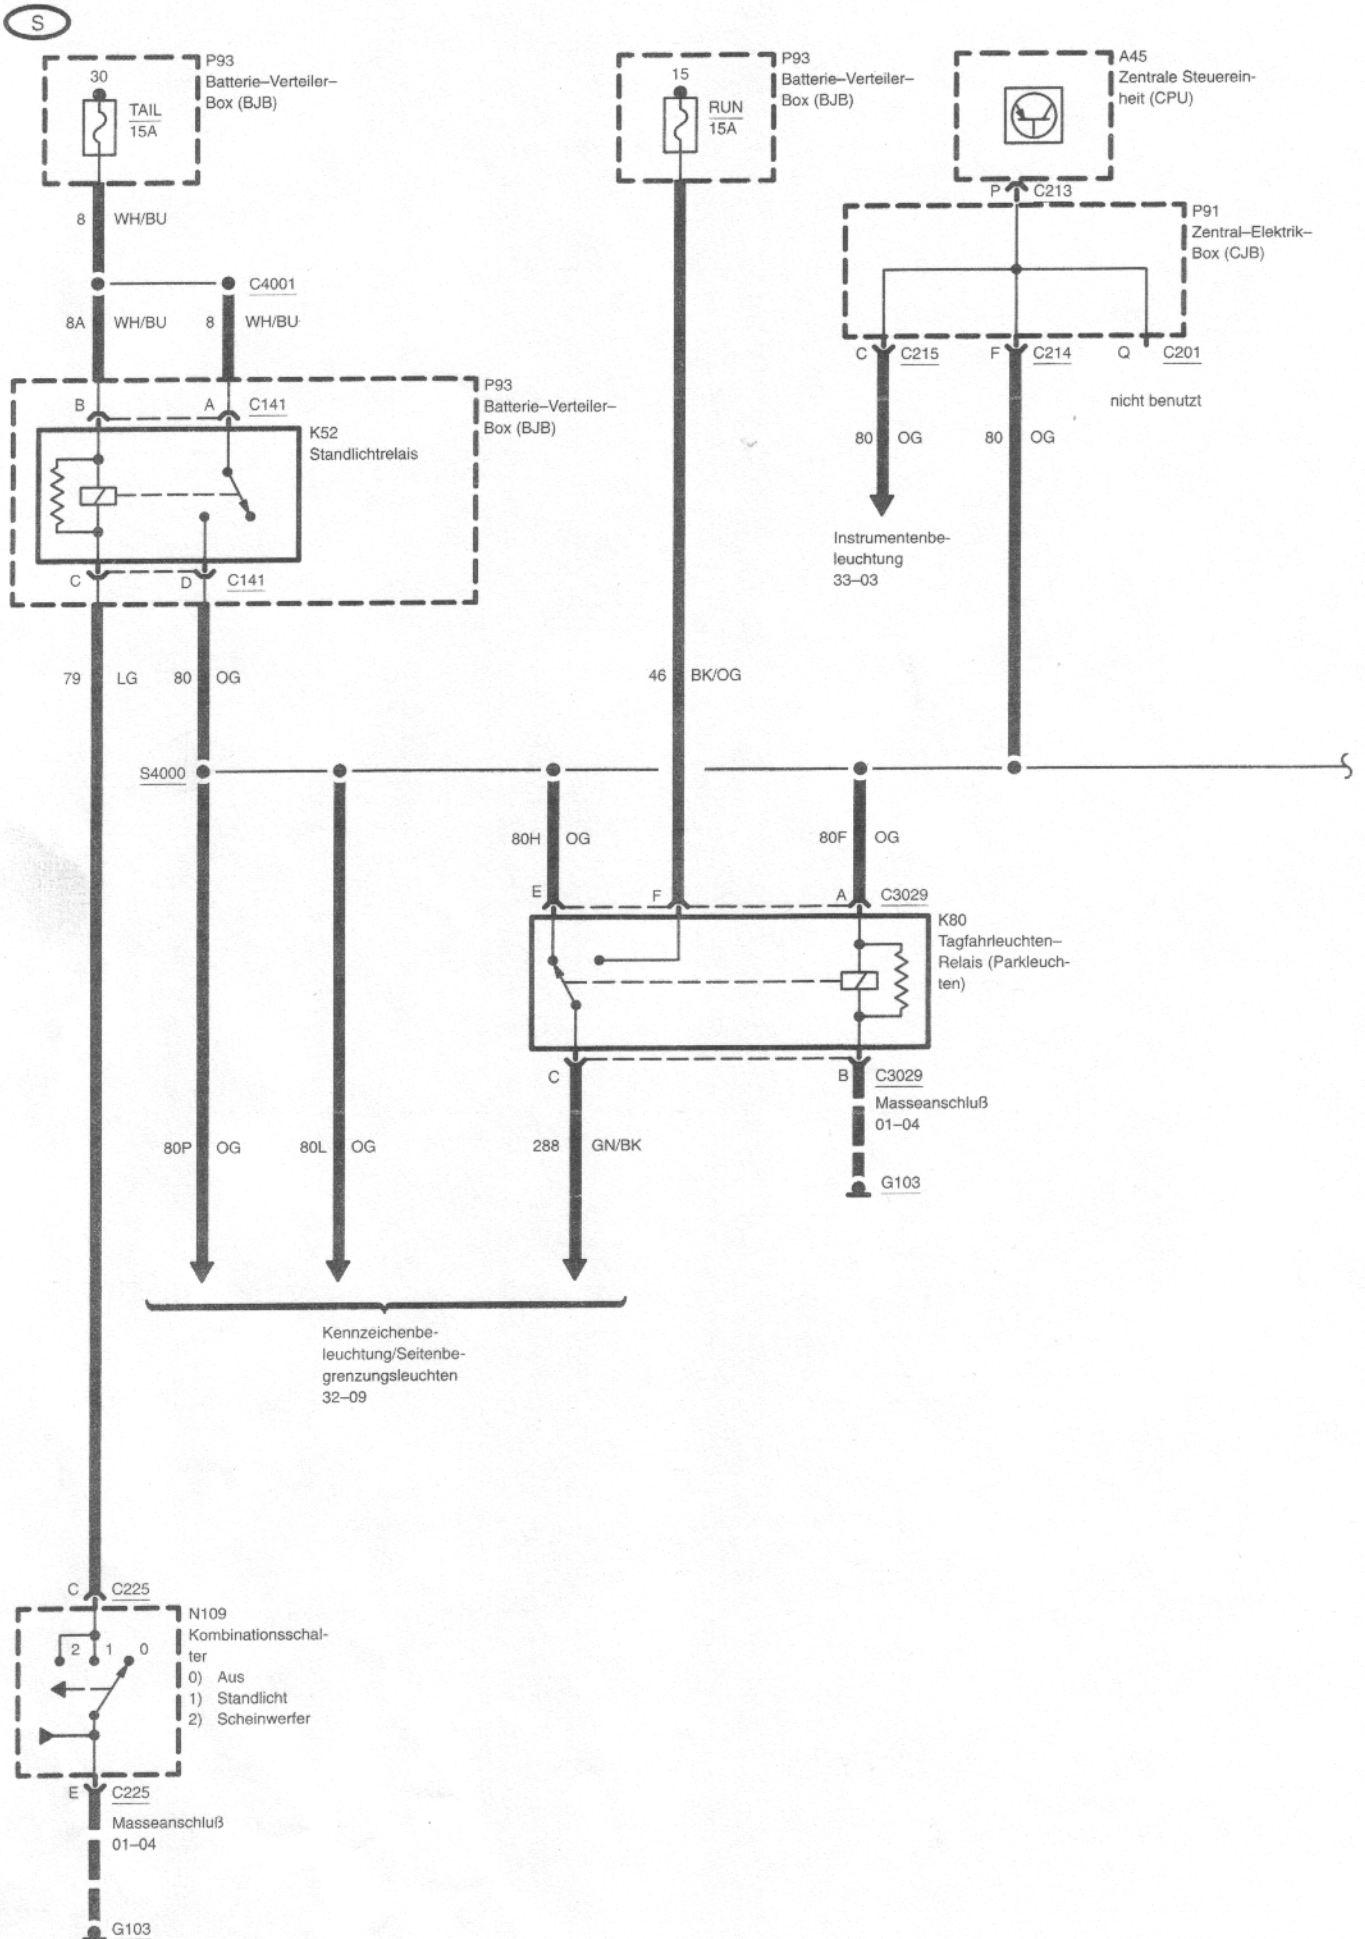 S
P93
Batterie–Verteiler–
Box (BJB)
30
TAIL
15A
P93
Batterie–Verteiler–
Box (BJB)
15
RUN
15A
A45
Zentrale Steuerein-
heit (CPU)
P C213
P91
Zentral–Elektrik–
Box (CJB)
8 WH/BU
C4001
8A WH/BU 8 WH/BU
C C215 F C214 Q C201
nicht benutzt
P93
Batterie–Verteiler–
Box (BJB)
B A C141
K52
Standlichtrelais
80 OG 80 OG
Instrumentenbe-
leuchtung
33–03
C D C141
79 LG 80 OG 46 BK/OG
S4000
80H OG 80F OG
E F A C3029
K80
Tagfahrleuchten–
Relais (Parkleuch-
ten)
C B C3029
Masseanschluß
01–04
80P OG 80L OG 288 GN/BK
G103
Kennzeichenbe-
leuchtung/Seitenbe-
grenzungsleuchten
32–09
C C225
N109
Kombinationsschal-
ter
0) Aus
1) Standlicht
2) Scheinwerfer
2 1 0
E C225
Masseanschluß
01–04
G103